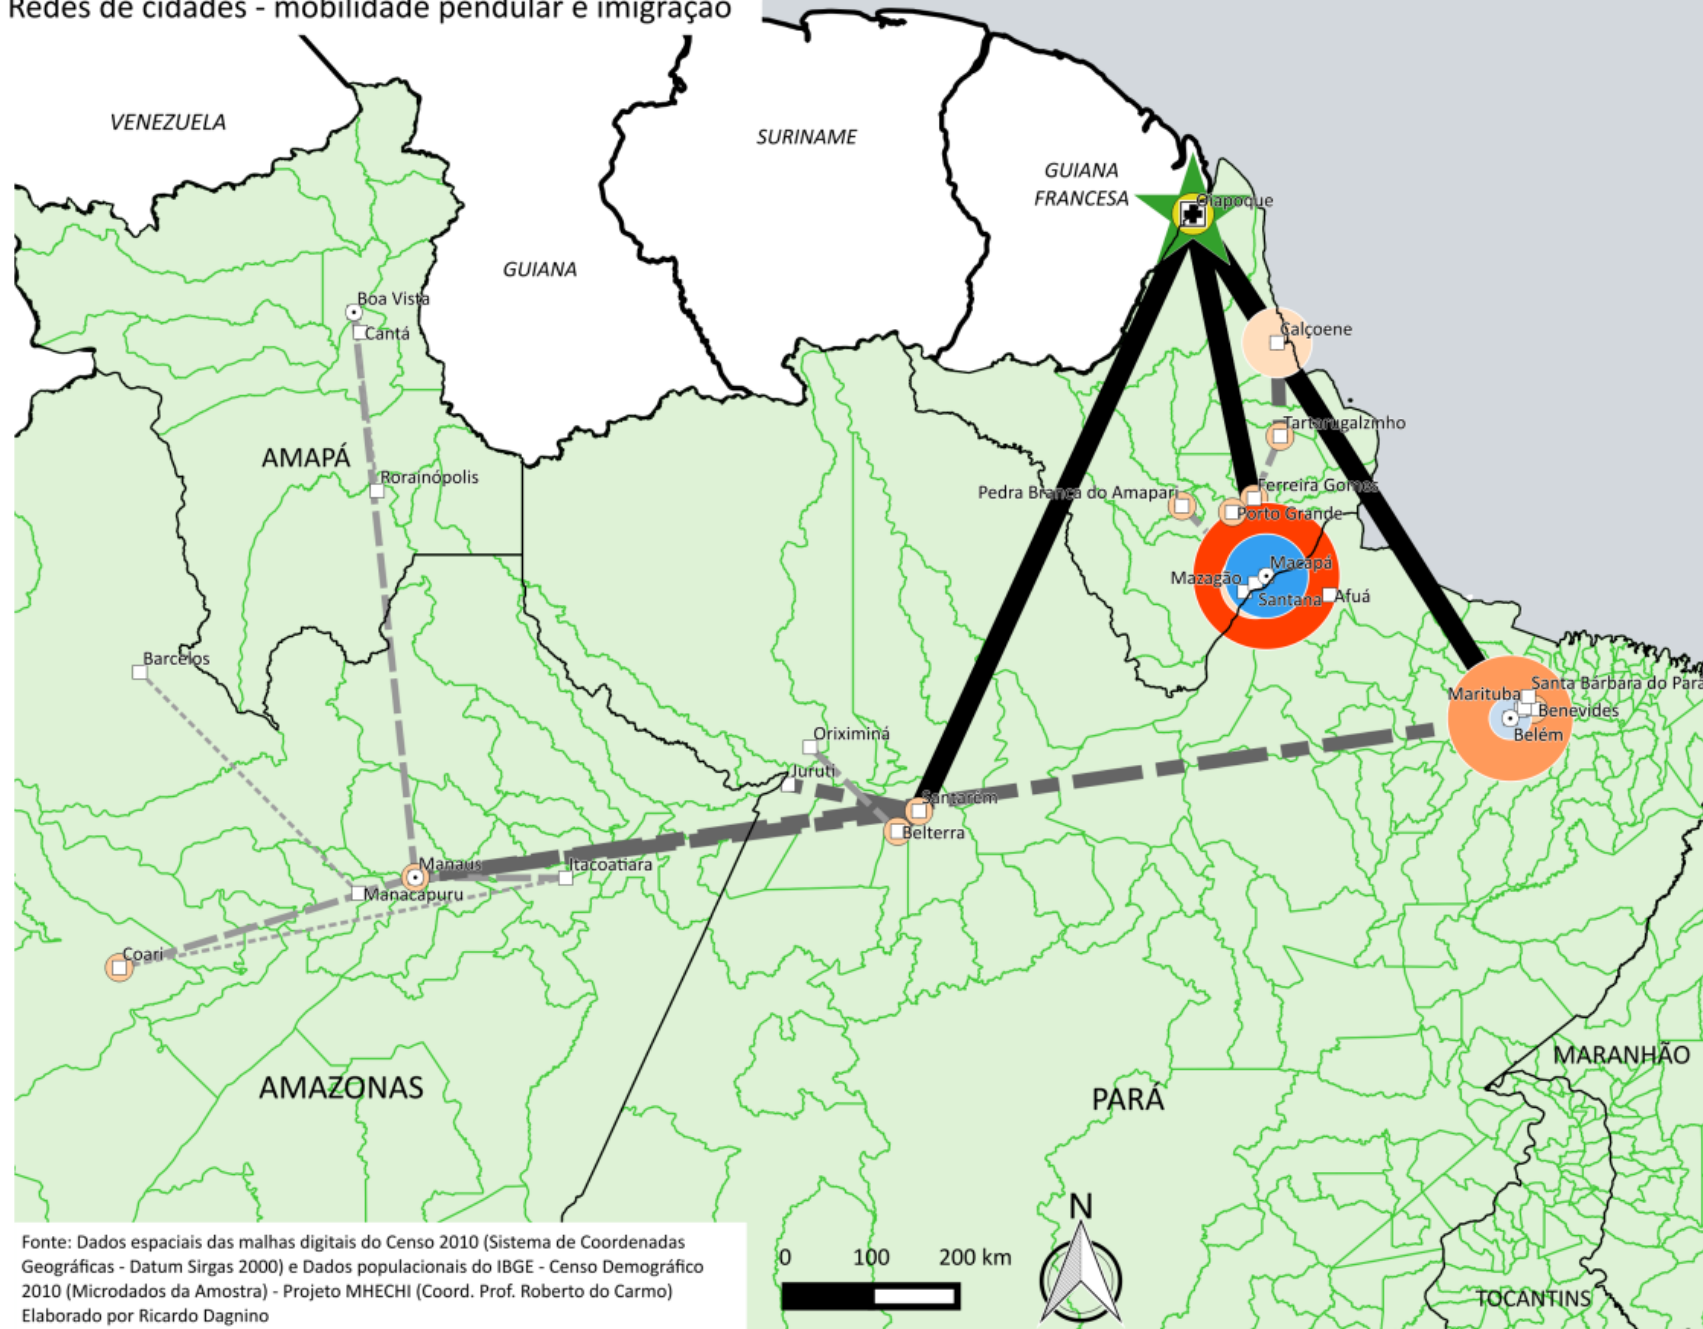 Redes de cidades - mobilidade pendular e imigração
VENEZUELA
SURINAME
GUIANA
FRANCESA
Oiapoque
GUIANA
Boa Vista
Cantá
Calçoene
Tartarugalzinho
AMAPÁ
Rorainópolis
Pedra Branca do Amapari
Ferreira Gomes
Porto Grande
Macapá
Mazagão
Santana
Afuá
Barcelos
Santa Bárbara do Pará
Marituba
Benevides
Belém
Oriximiná
Juruti
Santarém
Belterra
Manaus
Itacoatiara
Manacapuru
Coari
AMAZONAS
PARÁ
MARANHÃO
TOCANTINS
N
0 100 200 km
Fonte: Dados espaciais das malhas digitais do Censo 2010 (Sistema de Coordenadas
Geográficas - Datum Sirgas 2000) e Dados populacionais do IBGE - Censo Demográfico
2010 (Microdados da Amostra) - Projeto MHECHI (Coord. Prof. Roberto do Carmo)
Elaborado por Ricardo Dagnino